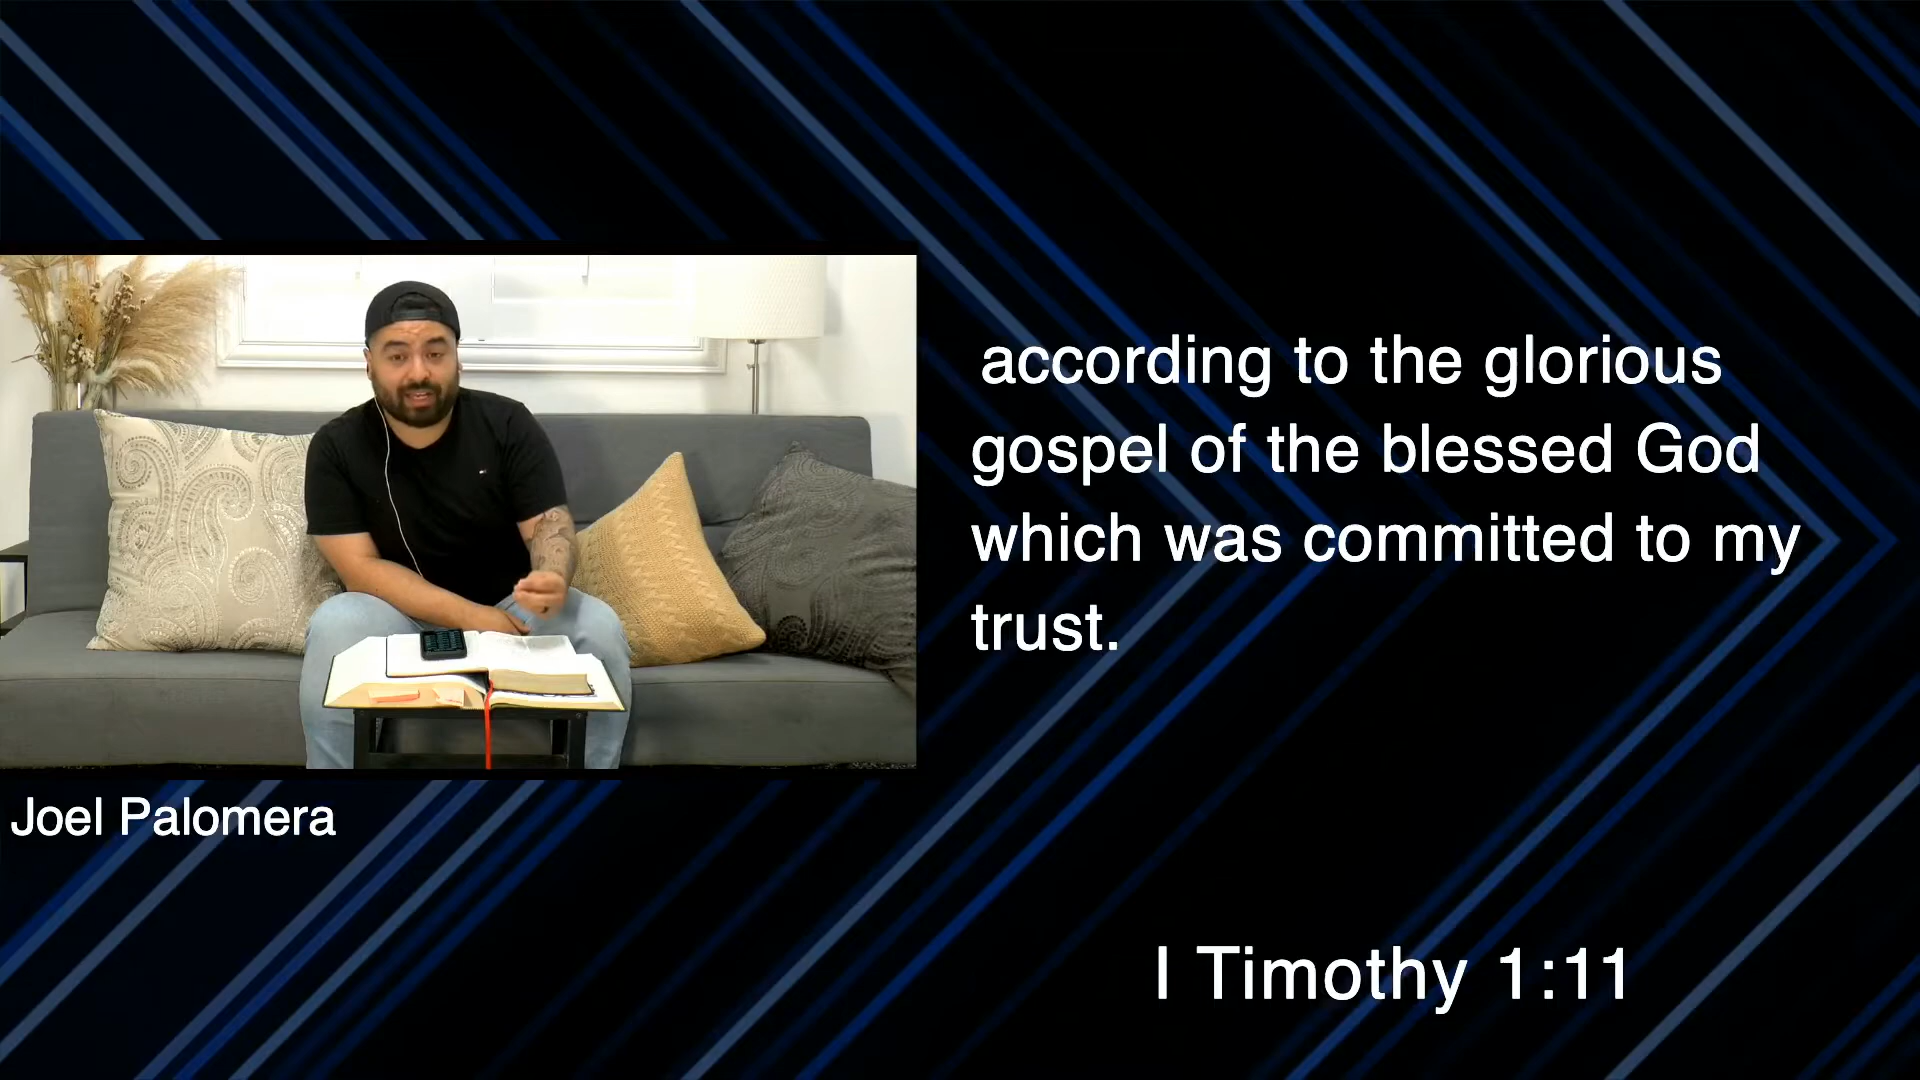 according to the glorious
gospel of the blessed God
which was committed to my
trust.
Joel Palomera
I Timothy 1:11